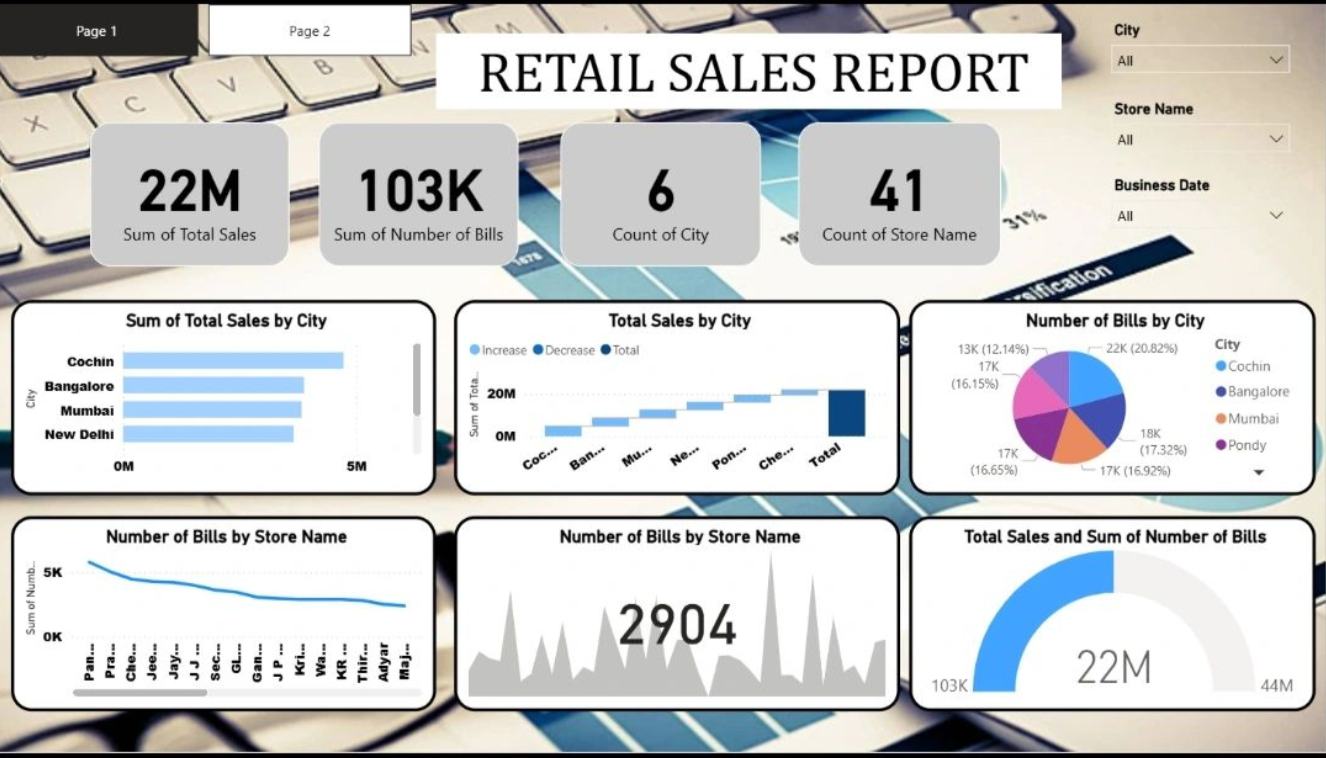 Page 1
Page 2
RETAIL SALES REPORT
City
All
Store Name
All
Business Date
All
22M
Sum of Total Sales
103K
Sum of Number of Bills
6
Count of City
41
Count of Store Name
X
C
V
B
N
1878
31%
Sum of Total Sales by City
City
Cochin
Bangalore
Mumbai
New Delhi
0M
5M
Total Sales by City
Increase
Decrease
Total
Sum of Tota...
20M
0M
Coc...
Ban...
Mu...
Ne...
Pon...
Che...
Total
Number of Bills by City
13K (12.14%)
22K (20.82%)
17K
(16.15%)
18K
(17.32%)
17K
(16.65%)
17K (16.92%)
City
Cochin
Bangalore
Mumbai
Pondy
Number of Bills by Store Name
Sum of Numb...
5K
0K
Pan...
Pra...
Che...
Jee...
Jay...
J J ...
Sec...
GL...
Gan...
J P ...
Kri...
Wa...
KR ...
Thir...
Adyar
Maj...
Number of Bills by Store Name
2904
Total Sales and Sum of Number of Bills
103K
22M
44M